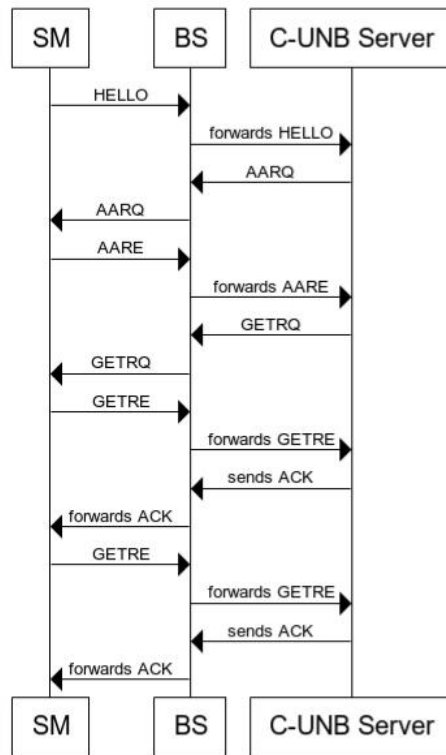 SM BS C-UNB Server
HELLO
forwards HELLO
AARQ
AARQ
AARE
forwards AARE
GETRQ
GETRQ
GETRE
forwards GETRE
sends ACK
forwards ACK
GETRE
forwards GETRE
sends ACK
forwards ACK
SM BS C-UNB Server